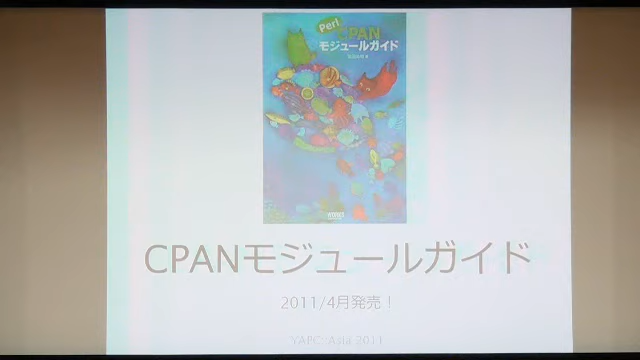 Perl
CPAN
モジュールガイド
CPANモジュールガイド
2011/4月発売！
YAPC::Asia 2011